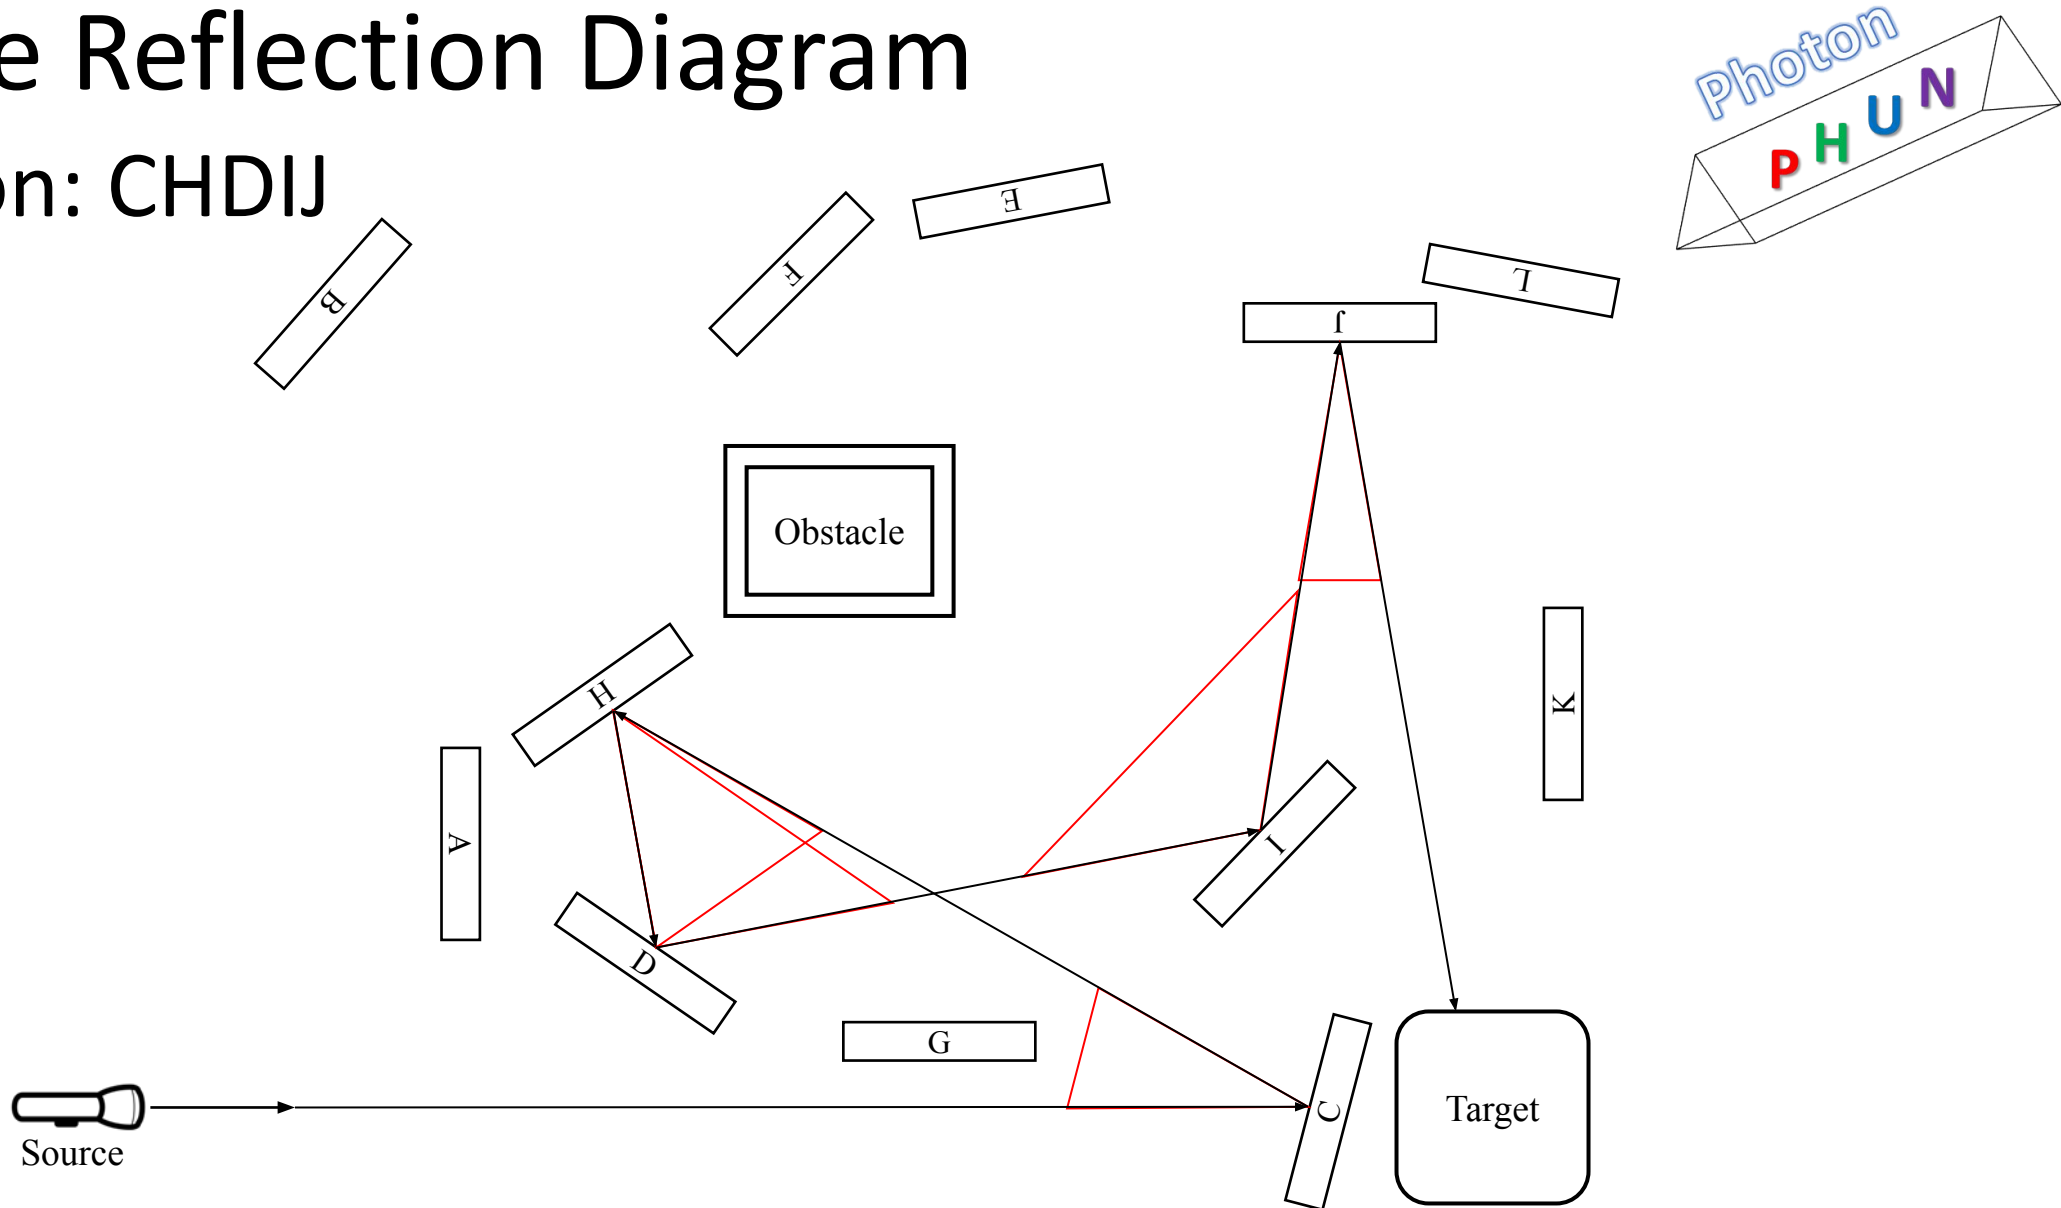 e Reflection Diagram
on: CHDIJ
Photon
PHUN
B
F
E
J
L
Obstacle
H
K
A
I
D
G
C
Target
Source